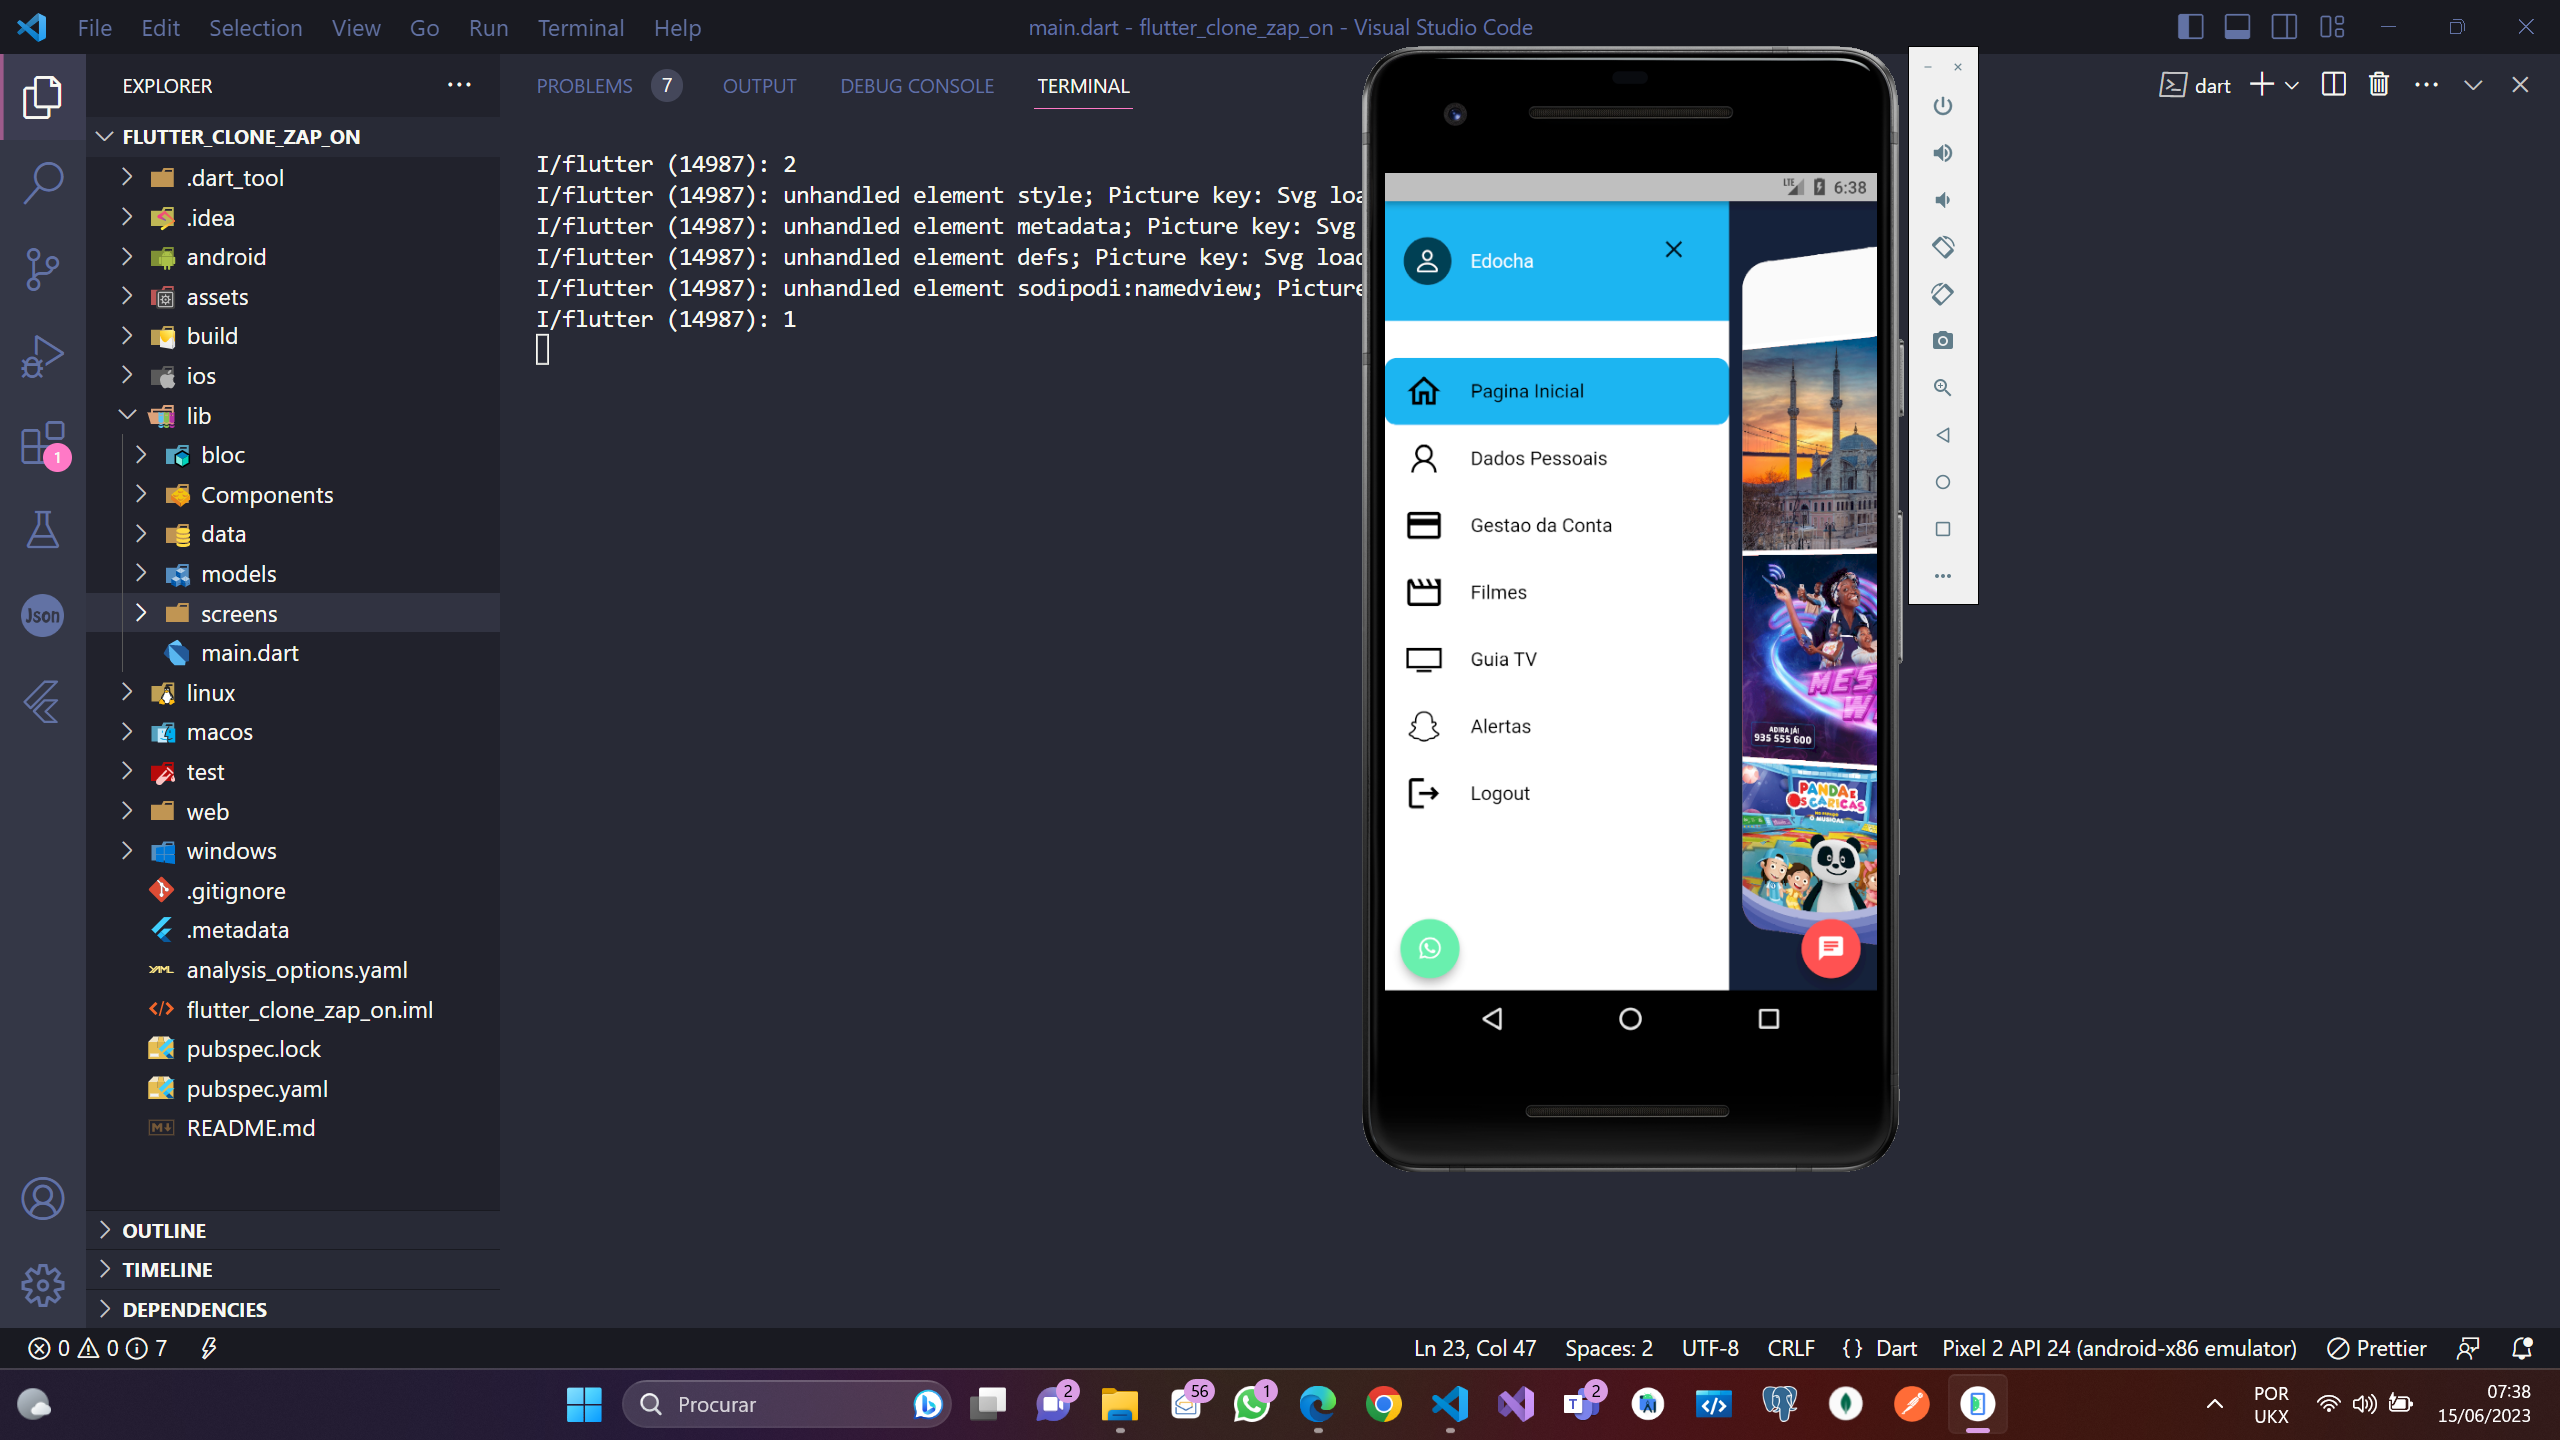 File Edit Selection View Go Run Terminal Help
main.dart - flutter_clone_zap_on - Visual Studio Code
EXPLORER
FLUTTER_CLONE_ZAP_ON
.dart_tool
.idea
android
assets
build
ios
lib
bloc
Components
data
models
screens
main.dart
linux
macos
test
web
windows
.gitignore
.metadata
analysis_options.yaml
flutter_clone_zap_on.iml
pubspec.lock
pubspec.yaml
README.md
OUTLINE
TIMELINE
DEPENDENCIES
1
Json
PROBLEMS 7 OUTPUT DEBUG CONSOLE TERMINAL
dart
I/flutter (14987): 2
I/flutter (14987): unhandled element style; Picture key: Svg loa
I/flutter (14987): unhandled element metadata; Picture key: Svg
I/flutter (14987): unhandled element defs; Picture key: Svg load
I/flutter (14987): unhandled element sodipodi:namedview; Picture
I/flutter (14987): 1
LTE 6:38
Edocha
Pagina Inicial
Dados Pessoais
Gestao da Conta
Filmes
Guia TV
Alertas
Logout
MES
W
ADIRA JÁ!
935 555 600
PANDA E
OS CARICAS
O MUSICAL
0 0 7
Ln 23, Col 47 Spaces: 2 UTF-8 CRLF {} Dart Pixel 2 API 24 (android-x86 emulator) Prettier
Procurar
2 56 1 2
POR
UKX
07:38
15/06/2023